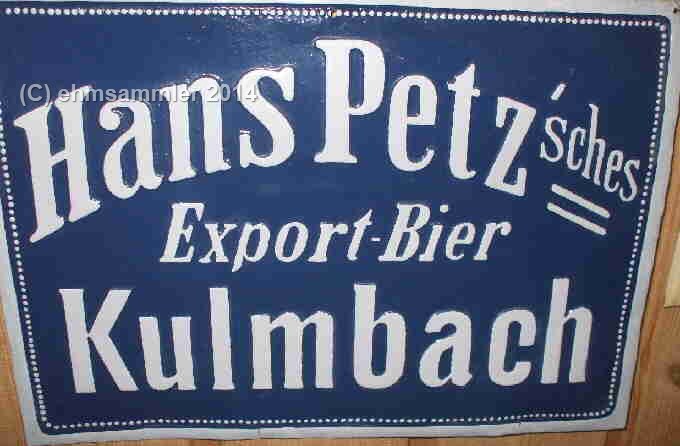 Hans Petz'sches
(C) ehmsammler 2014
Export-Bier
Kulmbach